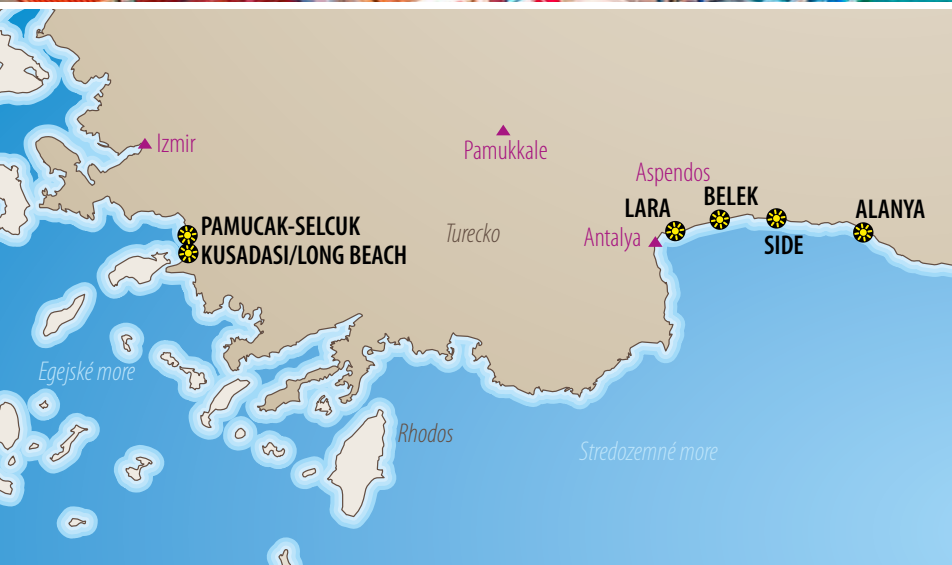 Izmir
Pamukkale
Aspendos
BELEK
LARA
ALANYA
PAMUCAK-SELCUK
Turecko
Antalya
SIDE
KUSADASI/LONG BEACH
Egejské more
Rhodos
Stredozemné more